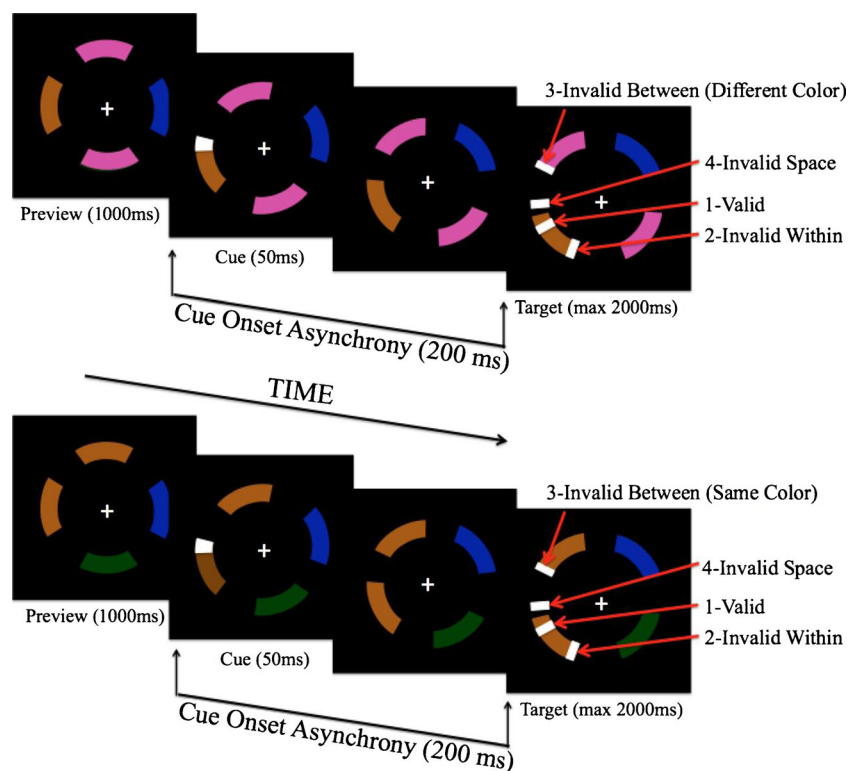 3-Invalid Between (Different Color)
4-Invalid Space
1-Valid
2-Invalid Within
Preview (1000ms)
Cue (50ms)
Target (max 2000ms)
Cue Onset Asynchrony (200 ms)
TIME
3-Invalid Between (Same Color)
4-Invalid Space
1-Valid
2-Invalid Within
Preview (1000ms)
Cue (50ms)
Target (max 2000ms)
Cue Onset Asynchrony (200 ms)